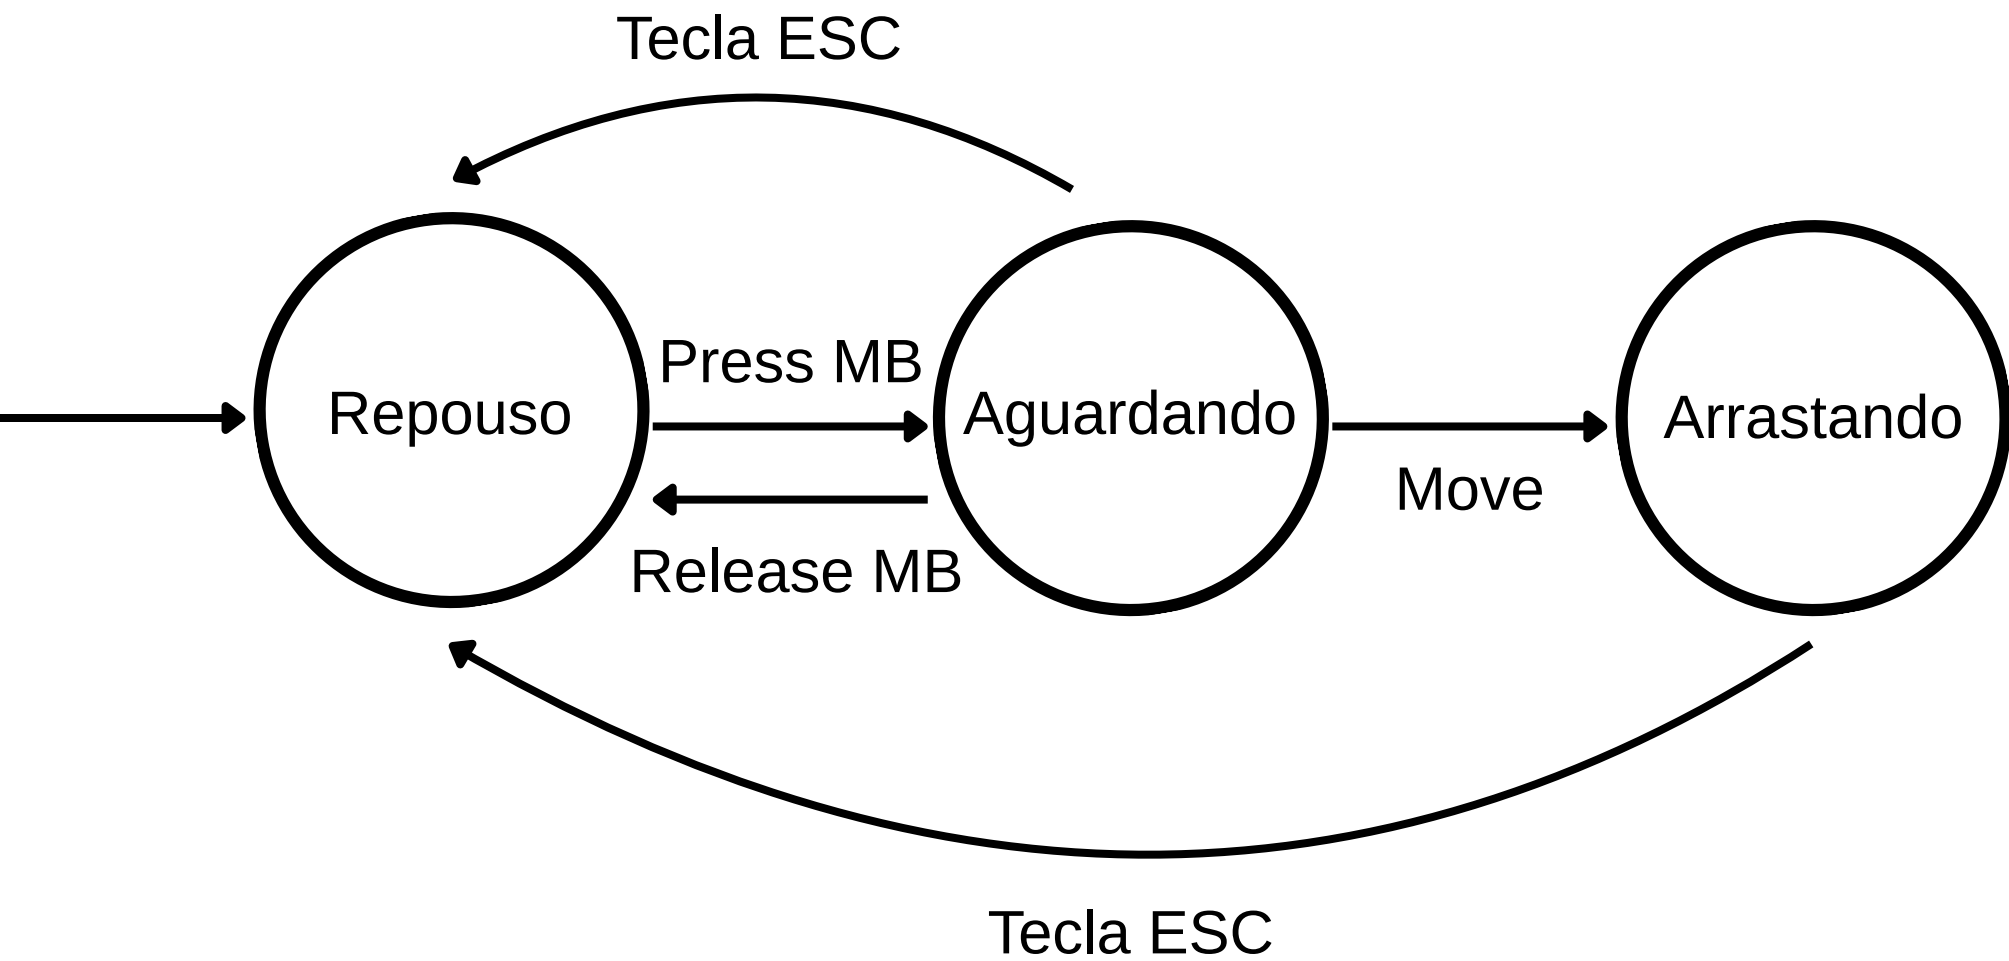 Tecla ESC
Press MB
Repouso
Aguardando
Arrastando
Move
Release MB
Tecla ESC